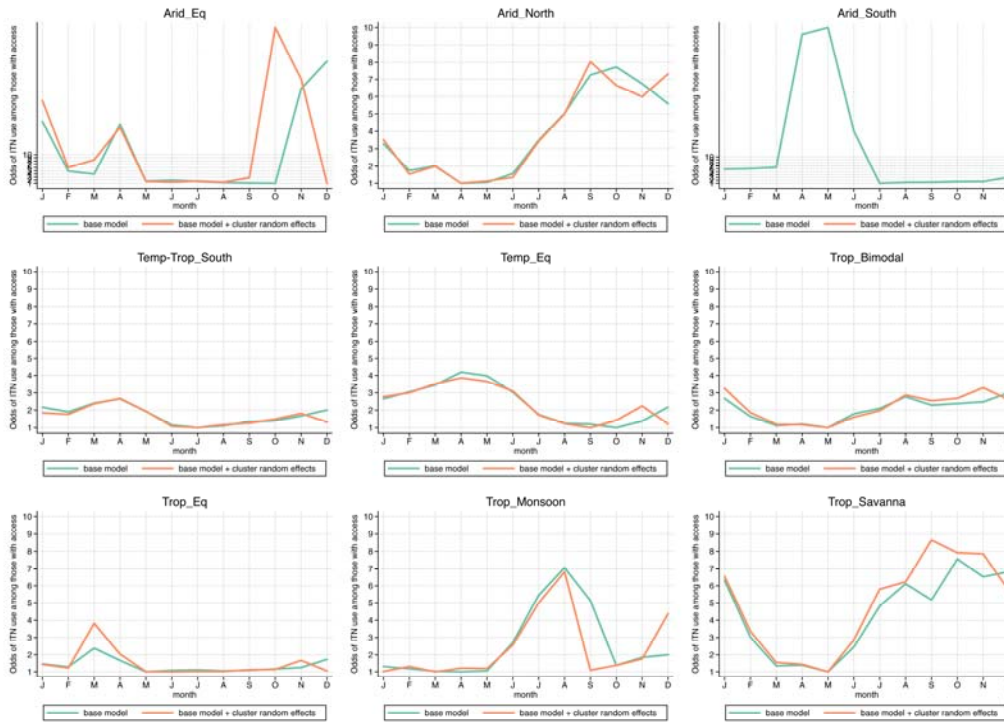 Arid_Eq
Odds of ITN use among those with access
10
1
J F M A M J J A S O N D
month
base model base model + cluster random effects
Arid_North
Odds of ITN use among those with access
10
9
8
7
6
5
4
3
2
1
J F M A M J J A S O N D
month
base model base model + cluster random effects
Arid_South
Odds of ITN use among those with access
10
1
J F M A M J J A S O N D
month
base model base model + cluster random effects
Temp-Trop_South
Odds of ITN use among those with access
10
9
8
7
6
5
4
3
2
1
J F M A M J J A S O N D
month
base model base model + cluster random effects
Temp_Eq
Odds of ITN use among those with access
10
9
8
7
6
5
4
3
2
1
J F M A M J J A S O N D
month
base model base model + cluster random effects
Trop_Bimodal
Odds of ITN use among those with access
10
9
8
7
6
5
4
3
2
1
J F M A M J J A S O N
month
base model base model + cluster random effects
Trop_Eq
Odds of ITN use among those with access
10
9
8
7
6
5
4
3
2
1
J F M A M J J A S O N D
month
base model base model + cluster random effects
Trop_Monsoon
Odds of ITN use among those with access
10
9
8
7
6
5
4
3
2
1
J F M A M J J A S O N D
month
base model base model + cluster random effects
Trop_Savanna
Odds of ITN use among those with access
10
9
8
7
6
5
4
3
2
1
J F M A M J J A S O N
month
base model base model + cluster random effects